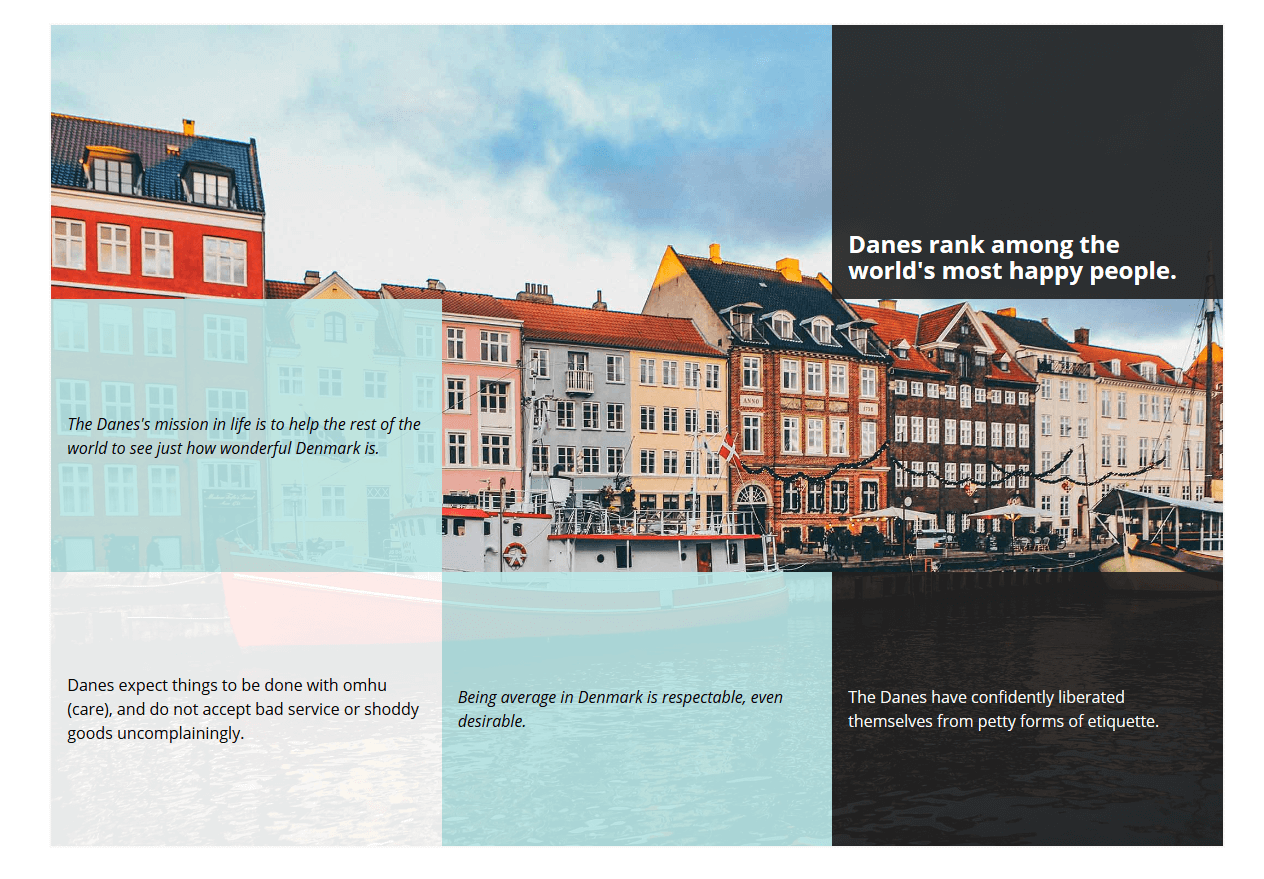 Danes rank among the
world's most happy people.
The Danes's mission in life is to help the rest of the
world to see just how wonderful Denmark is.
ANNO
Danes expect things to be done with omhu
(care), and do not accept bad service or shoddy
goods uncomplainingly.
Being average in Denmark is respectable, even
desirable.
The Danes have confidently liberated
themselves from petty forms of etiquette.